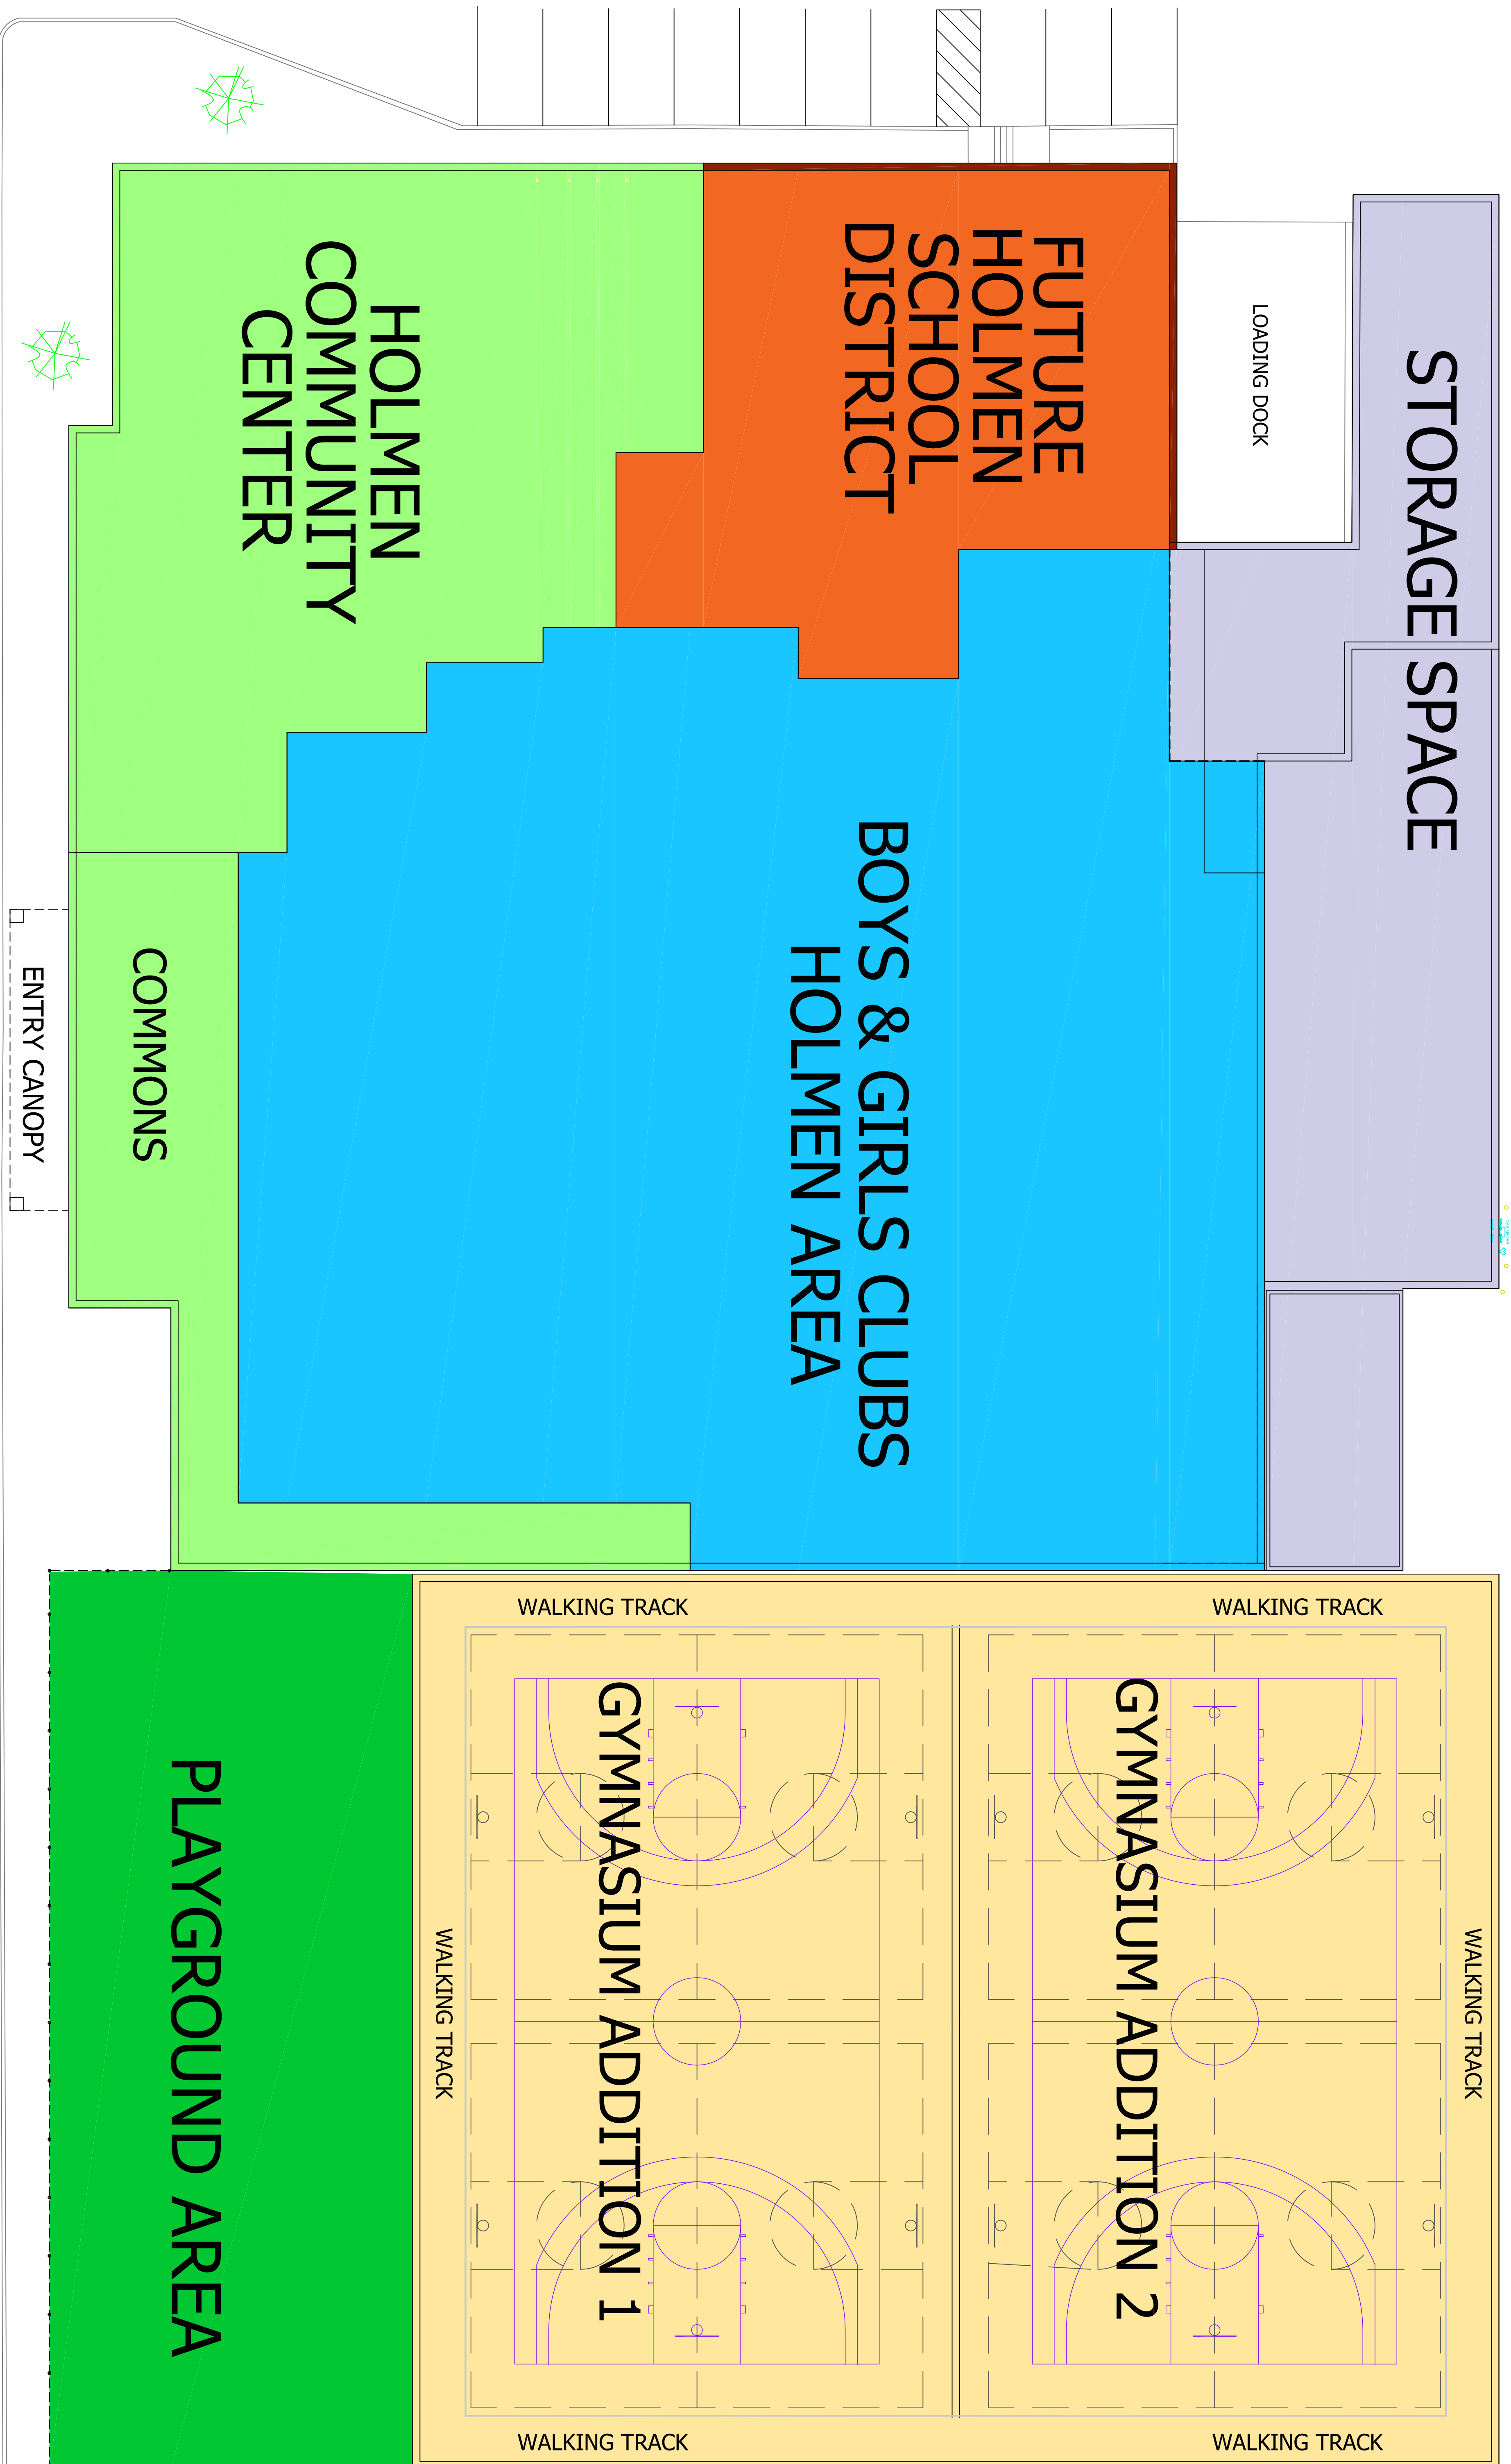 STORAGE SPACE
LOADING DOCK
FUTURE
HOLMEN
SCHOOL
DISTRICT
HOLMEN
COMMUNITY
CENTER
BOYS & GIRLS CLUBS
HOLMEN AREA
COMMONS
ENTRY CANOPY
WALKING TRACK
WALKING TRACK
GYMNASIUM ADDITION 1
GYMNASIUM ADDITION 2
WALKING TRACK
WALKING TRACK
PLAYGROUND AREA
WALKING TRACK
WALKING TRACK